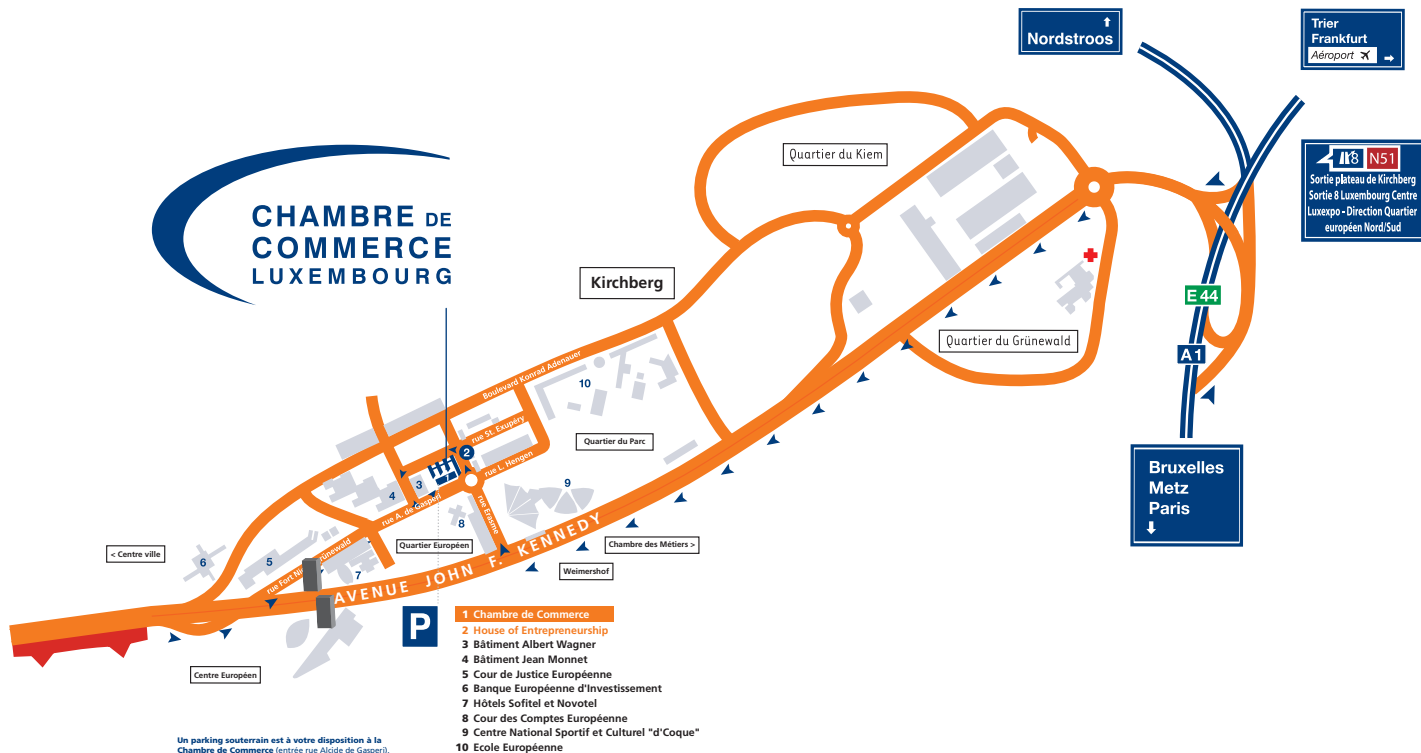 Nordstroos
Trier
Frankfurt
Aéroport
8 N51
Sortie plateau de Kirchberg
Sortie 8 Luxembourg Centre
Luxexpo - Direction Quartier
européen Nord/Sud
Quartier du Kiem
CHAMBRE DE
COMMERCE
LUXEMBOURG
Kirchberg
E 44
Quartier du Grünewald
A1
Boulevard Konrad Adenauer
10
rue St. Exupéry
Quartier du Parc
2
rue L. Hengen
3
4
9
rue A. de Gasperi
8
rue Erasme
Bruxelles
Metz
Paris
< Centre ville
6
5
Quartier Européen
Chambre des Métiers >
Weimershof
7
rue Fort Ni Grünewald
AVENUE JOHN F. KENNEDY
P
Centre Européen
1 Chambre de Commerce
2 House of Entrepreneurship
3 Bâtiment Albert Wagner
4 Bâtiment Jean Monnet
5 Cour de Justice Européenne
6 Banque Européenne d'Investissement
7 Hôtels Sofitel et Novotel
8 Cour des Comptes Européenne
9 Centre National Sportif et Culturel "d'Coque"
10 Ecole Européenne
Un parking souterrain est à votre disposition à la
Chambre de Commerce (entrée rue Alcide de Gasperi).